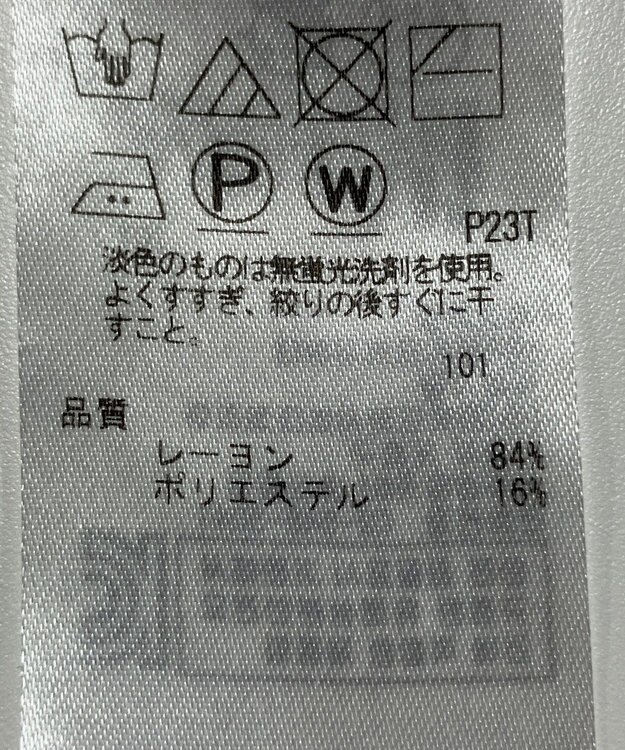 P
W
P23T
淡色のものは無蛍光洗剤を使用。
よくすすぎ、絞りの後すぐに干
すこと。
101
品質
レーヨン 84%
ポリエステル 16%